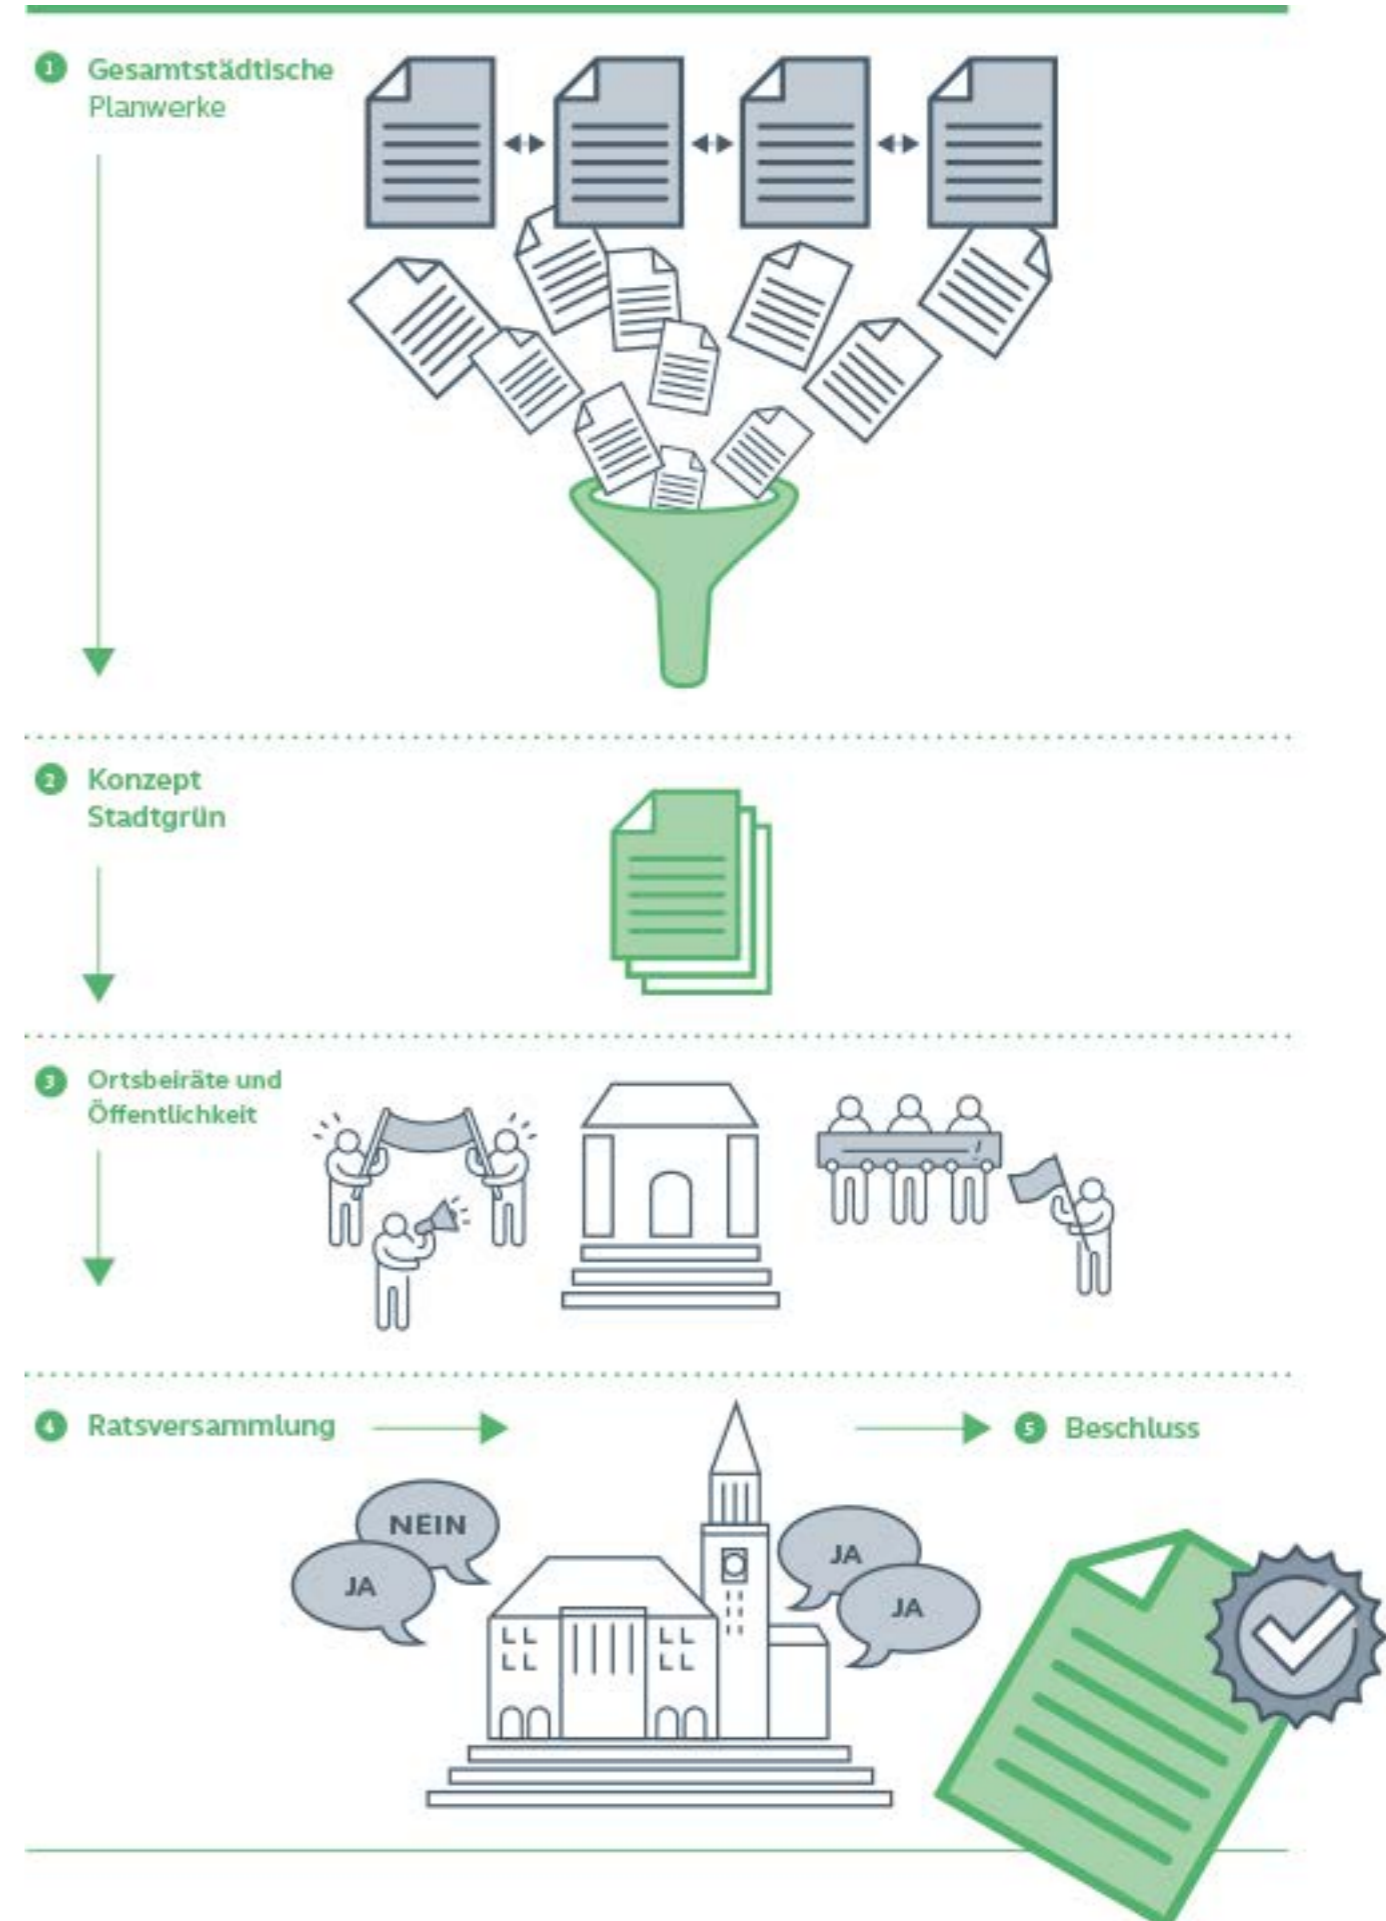 1 Gesamtstädtische
Planwerke
2 Konzept
Stadtgrün
3 Ortsbeiräte und
Öffentlichkeit
4 Ratsversammlung
5 Beschluss
NEIN
JA
JA
JA